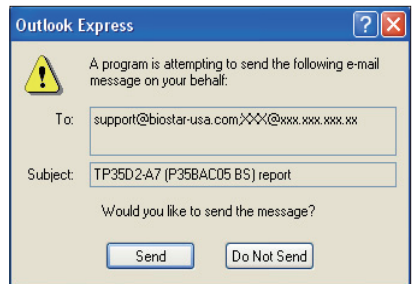 Outlook Express
A program is attempting to send the following e-mail
message on your behalf:
To: support@biostar-usa.com;XXX@xxx.xxx.xxx.xx
Subject: TP35D2-A7 (P35BAC05 BS) report
Would you like to send the message?
Send Do Not Send